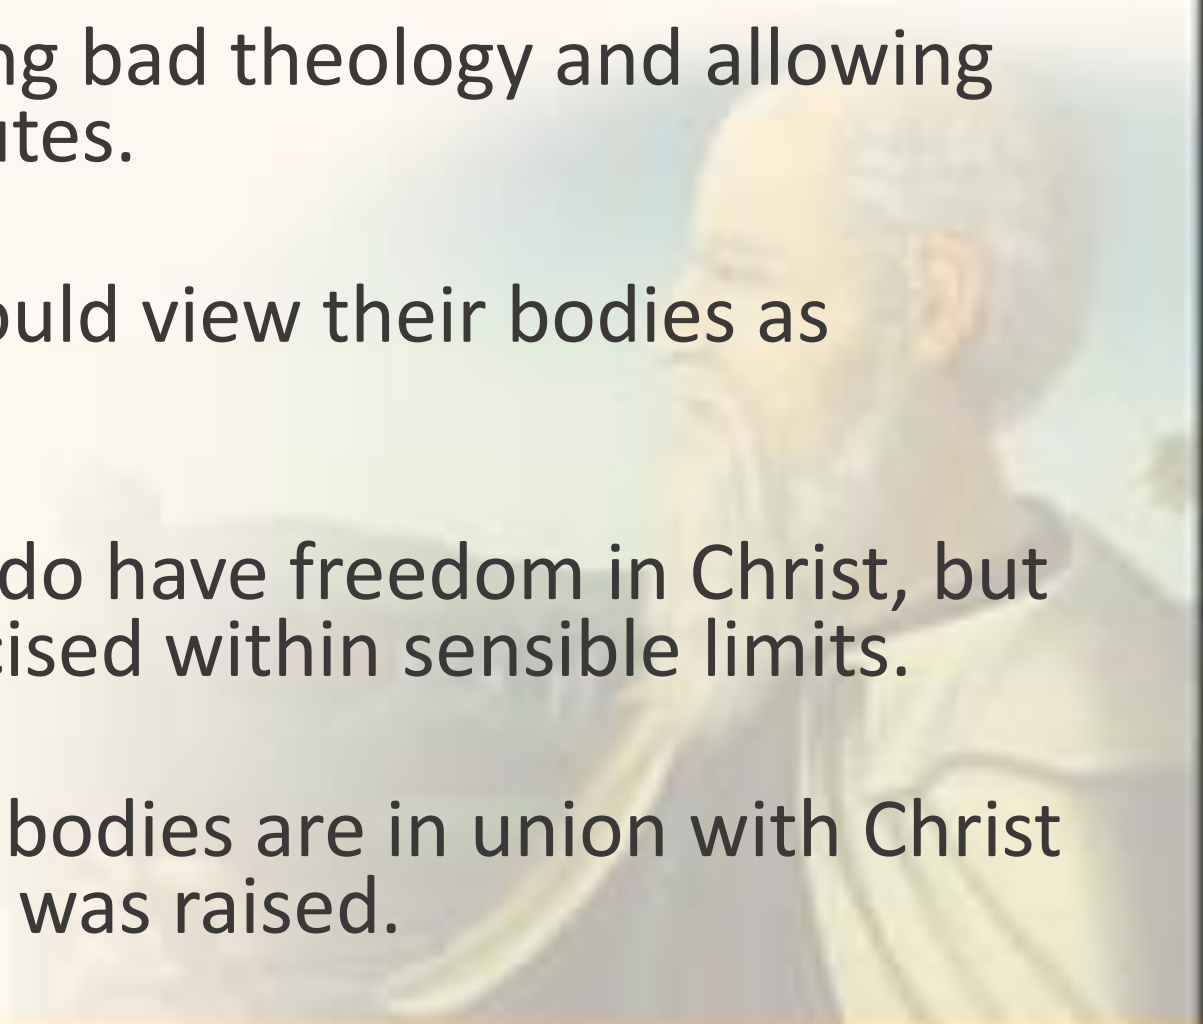 ng bad theology and allowing
utes.
ould view their bodies as
do have freedom in Christ, but
cised within sensible limits.
bodies are in union with Christ
was raised.